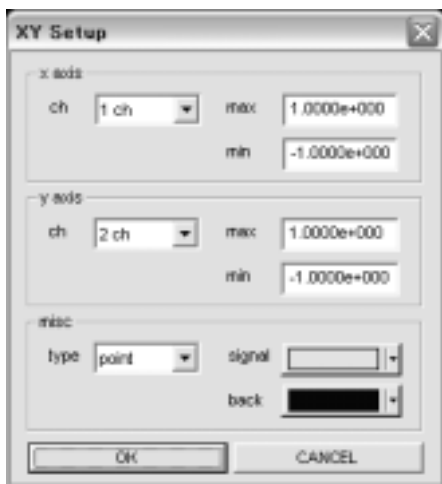 XY Setup
x axis
ch 1 ch max 1.0000e+000
min -1.0000e+000
y axis
ch 2 ch max 1.0000e+000
min -1.0000e+000
misc
type point signal
back
OK CANCEL